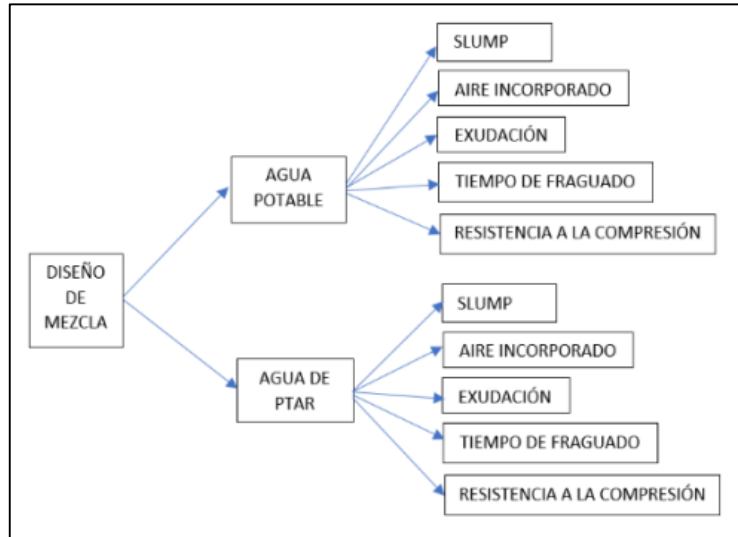 DISEÑO
DE
MEZCLA
AGUA
POTABLE
SLUMP
AIRE INCORPORADO
EXUDACIÓN
TIEMPO DE FRAGUADO
RESISTENCIA A LA COMPRESIÓN
AGUA DE
PTAR
SLUMP
AIRE INCORPORADO
EXUDACIÓN
TIEMPO DE FRAGUADO
RESISTENCIA A LA COMPRESIÓN